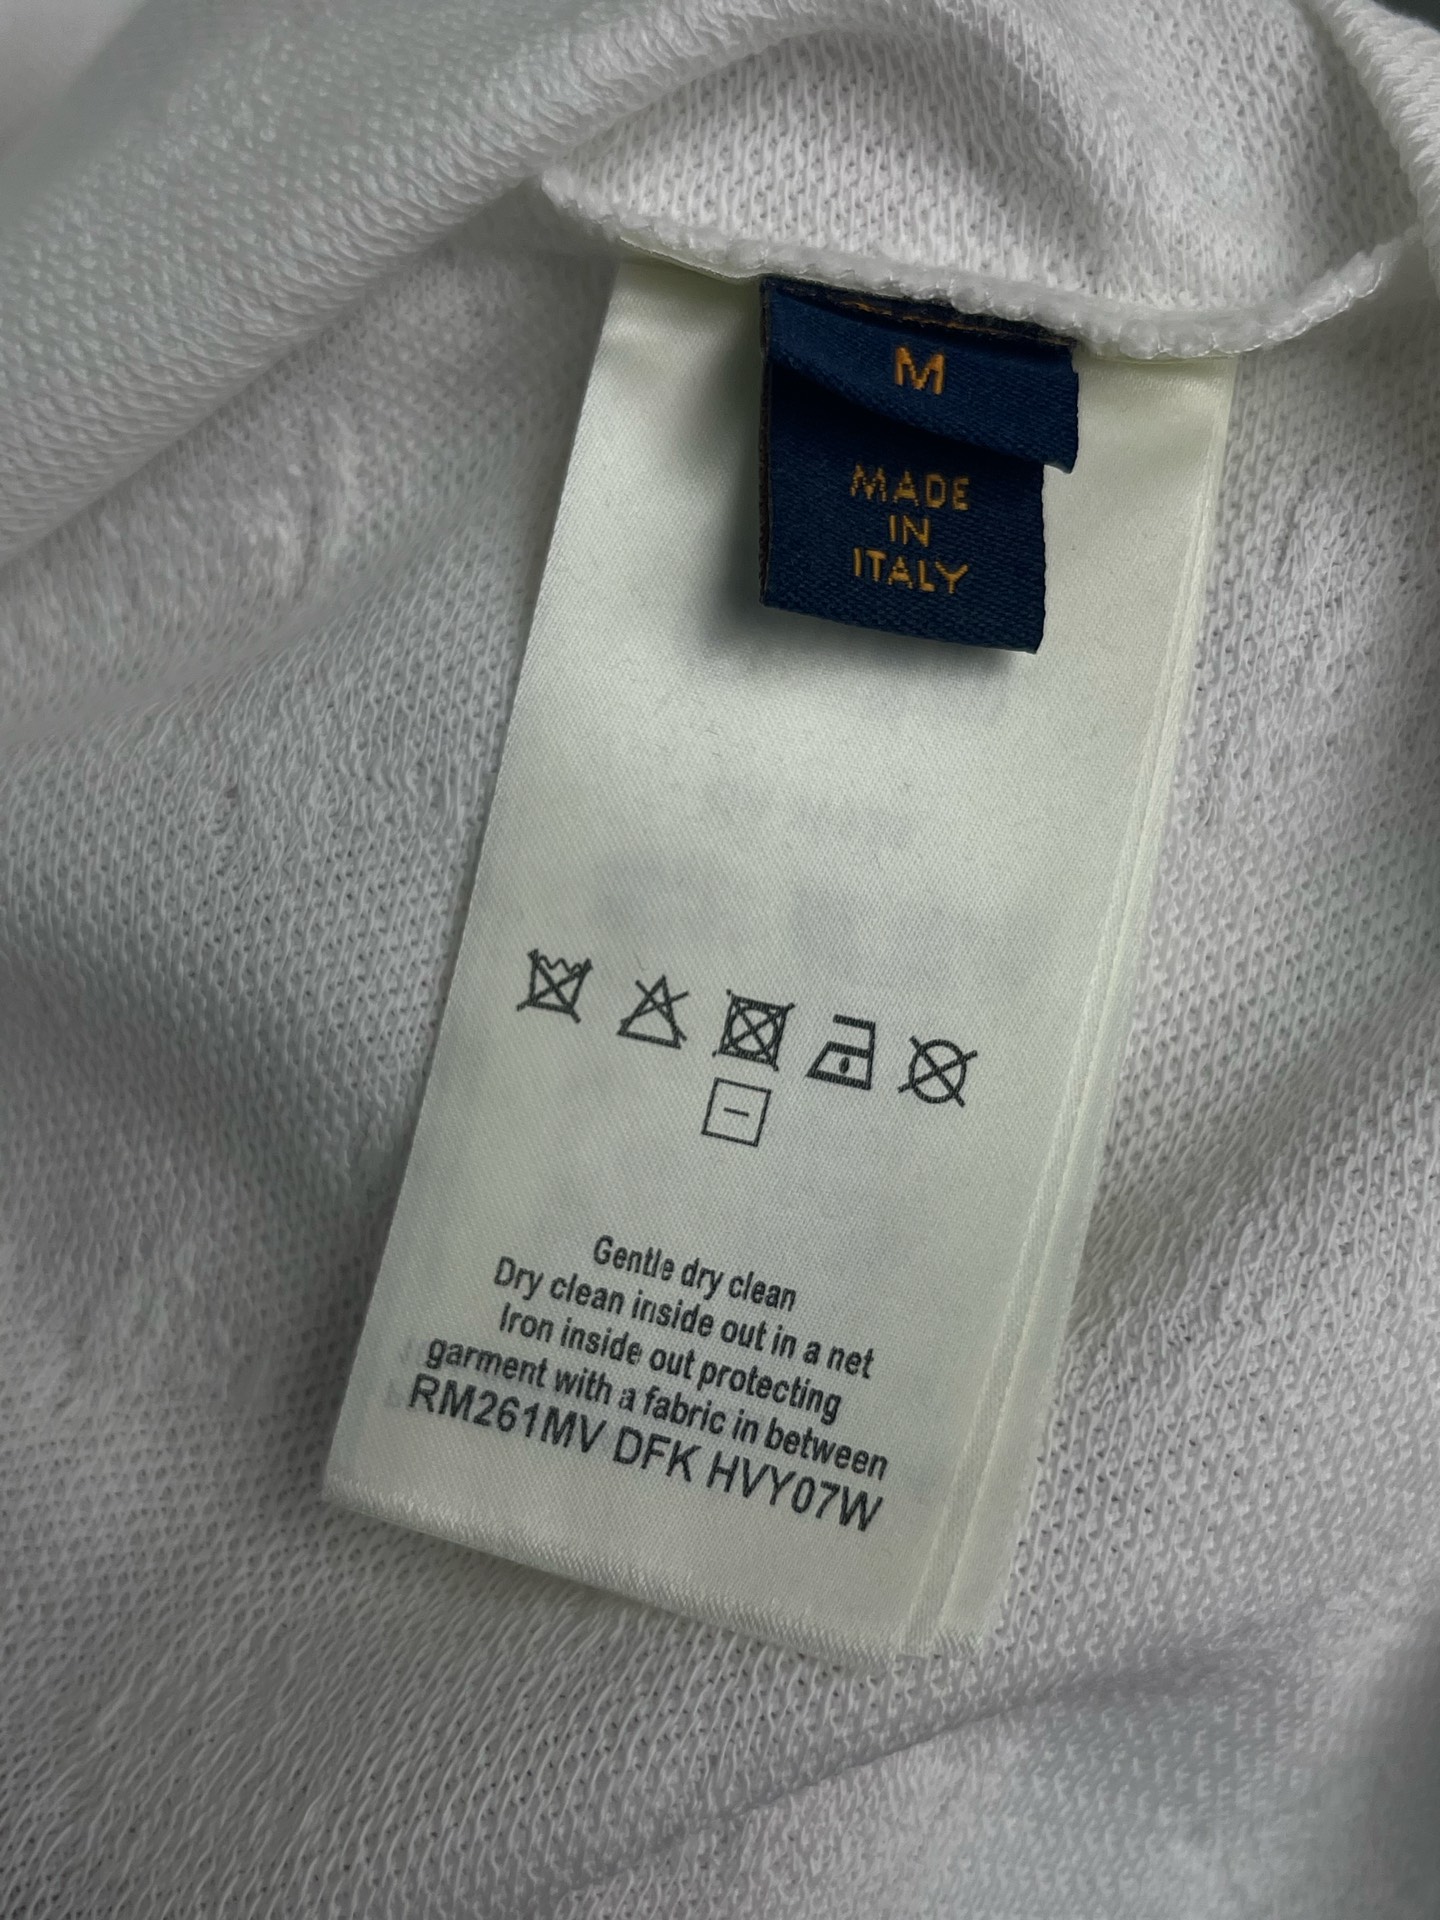 M
MADE
IN
ITALY
Gentle dry clean
Dry clean inside out in a net
Iron inside out protecting
garment with a fabric in between
RM261MV DFK HVY07W